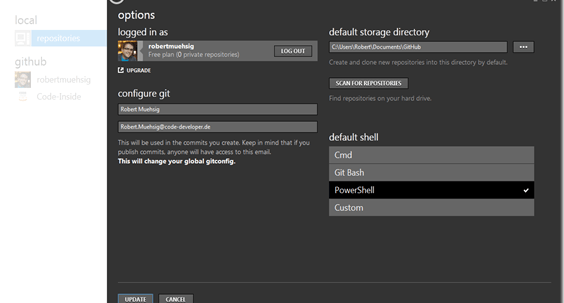 local
repositories
github
robertmuehsig
Code-Inside
options
logged in as
robertmuehsig
Free plan (0 private repositories)
LOG OUT
UPGRADE
configure git
Robert Muehsig
Robert.Muehsig@code-developer.de
This will be used in the commits you create. Keep in mind that if you
publish commits, anyone will have access to this email.
This will change your global gitconfig.
default storage directory
C:\Users\Robert\Documents\GitHub
...
Create and clone new repositories into this directory by default.
SCAN FOR REPOSITORIES
Find repositories on your hard drive.
default shell
Cmd
Git Bash
PowerShell
Custom
UPDATE
CANCEL